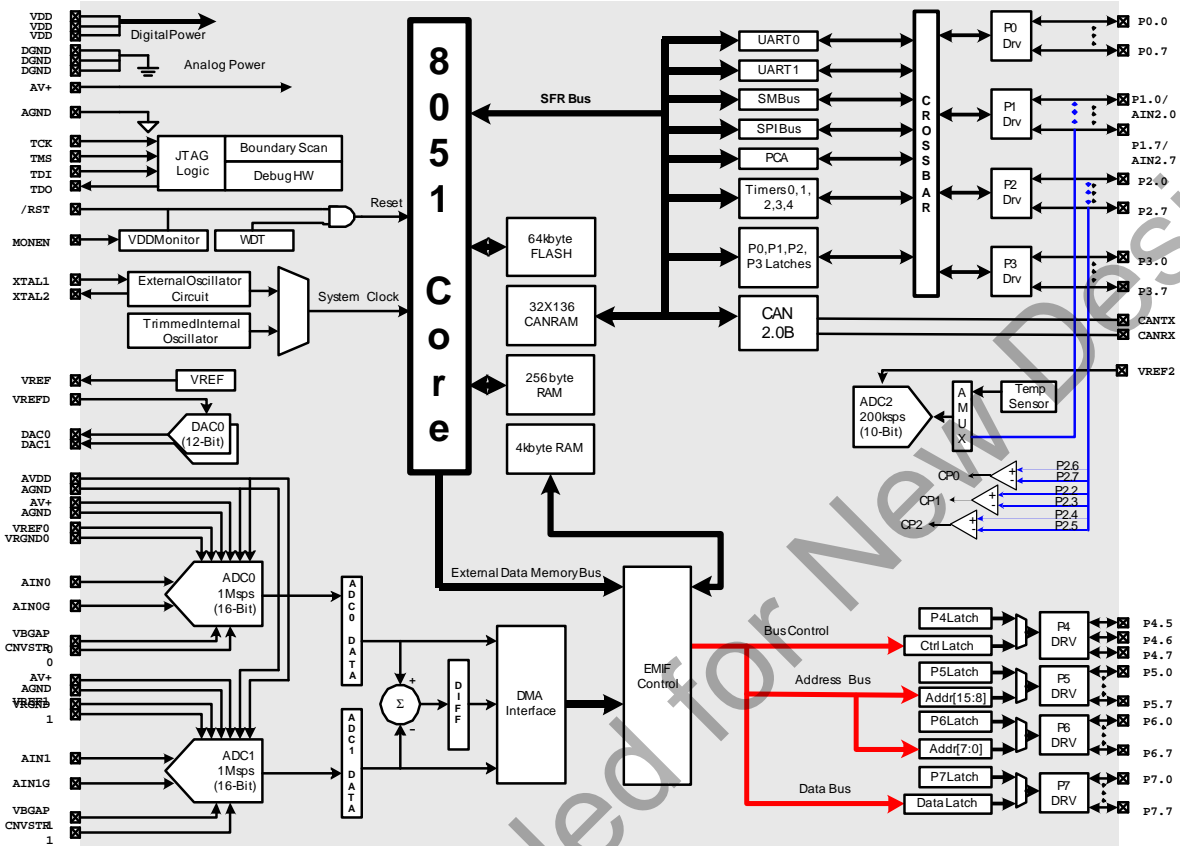 VDD
VDD
VDD
Digital Power
DGND
DGND
DGND
Analog Power
AV+
AGND
TCK
TMS
TDI
TDO
JTAG
Logic
Boundary Scan
Debug HW
/RST
MONEN
VDD Monitor
WDT
Reset
XTAL1
XTAL2
External Oscillator
Circuit
Trimmed Internal
Oscillator
System Clock
VREF
VREF
VREFD
DAC0
DAC1
DAC0
(12-Bit)
AVDD
AGND
AV+
AGND
VREF0
VRGND0
AIN0
AIN0G
VBGAP
0
CNVSTR
0
ADC0
1Msps
(16-Bit)
AV+
AGND
VRGND
1
AIN1
AIN1G
VBGAP
CNVSTR1
1
ADC1
1Msps
(16-Bit)
ADC0 DATA
ADC1 DATA
+
Σ
-
DIFF
DMA
Interface
8051 Core
SFR Bus
64kbyte
FLASH
32X136
CANRAM
256 byte
RAM
4kbyte RAM
External Data Memory Bus
EMIF
Control
UART0
UART1
SMBus
SPI Bus
PCA
Timers 0, 1,
2,3,4
P0, P1, P2,
P3 Latches
CAN
2.0B
CROSSBAR
P0
Drv
P1
Drv
P2
Drv
P3
Drv
P0.0
P0.7
P1.0/
AIN2.0
P1.7/
AIN2.7
P2.0
P2.7
P3.0
P3.7
CANTX
CANRX
VREF2
ADC2
200ksps
(10-Bit)
AMUX
Temp
Sensor
CP0
+
-
P2.6
P2.7
CP1
+
-
P2.2
P2.3
CP2
+
-
P2.4
P2.5
Bus Control
Address Bus
Data Bus
P4 Latch
Ctrl Latch
P5 Latch
Addr[15:8]
P6 Latch
Addr[7:0]
P7 Latch
Data Latch
P4
DRV
P5
DRV
P6
DRV
P7
DRV
P4.5
P4.6
P4.7
P5.0
P5.7
P6.0
P6.7
P7.0
P7.7
ded for New Desi